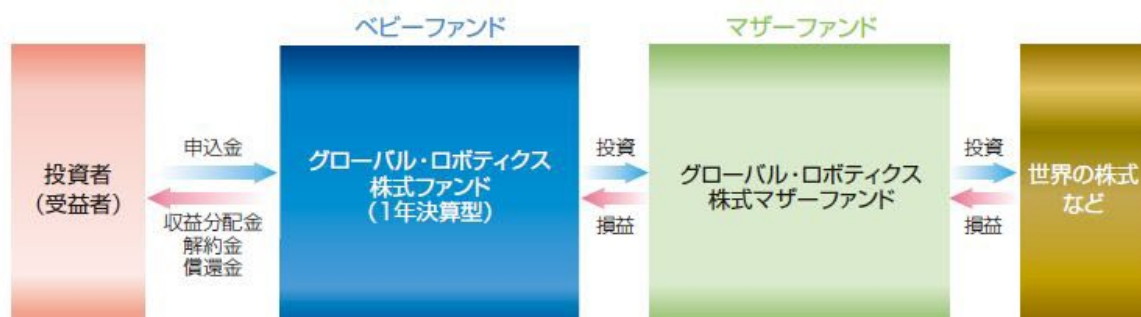 ベビーファンド
マザーファンド
投資者
（受益者）
申込金
収益分配金
解約金
償還金
グローバル・ロボティクス
株式ファンド
（1年決算型）
投資
損益
グローバル・ロボティクス
株式マザーファンド
投資
損益
世界の株式
など